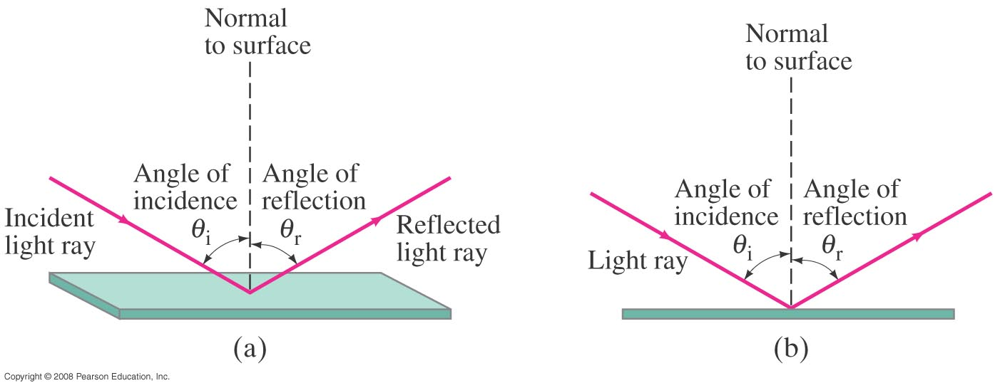 Normal
to surface
Angle of
incidence
θi
Angle of
reflection
θr
Incident
light ray
Reflected
light ray
(a)
Normal
to surface
Angle of
incidence
θi
Angle of
reflection
θr
Light ray
(b)
Copyright © 2008 Pearson Education, Inc.